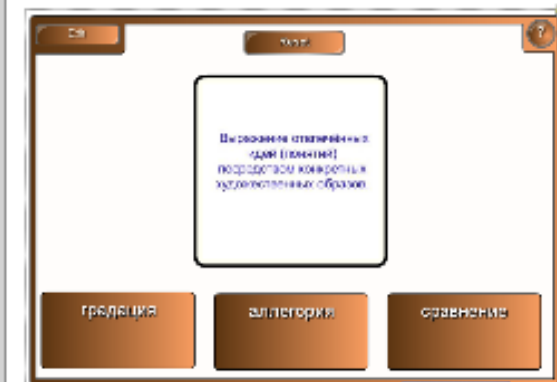 ?
Выражение отвлечённых
идей (понятий)
посредством конкретных
художественных образов
градация
аллегория
сравнение